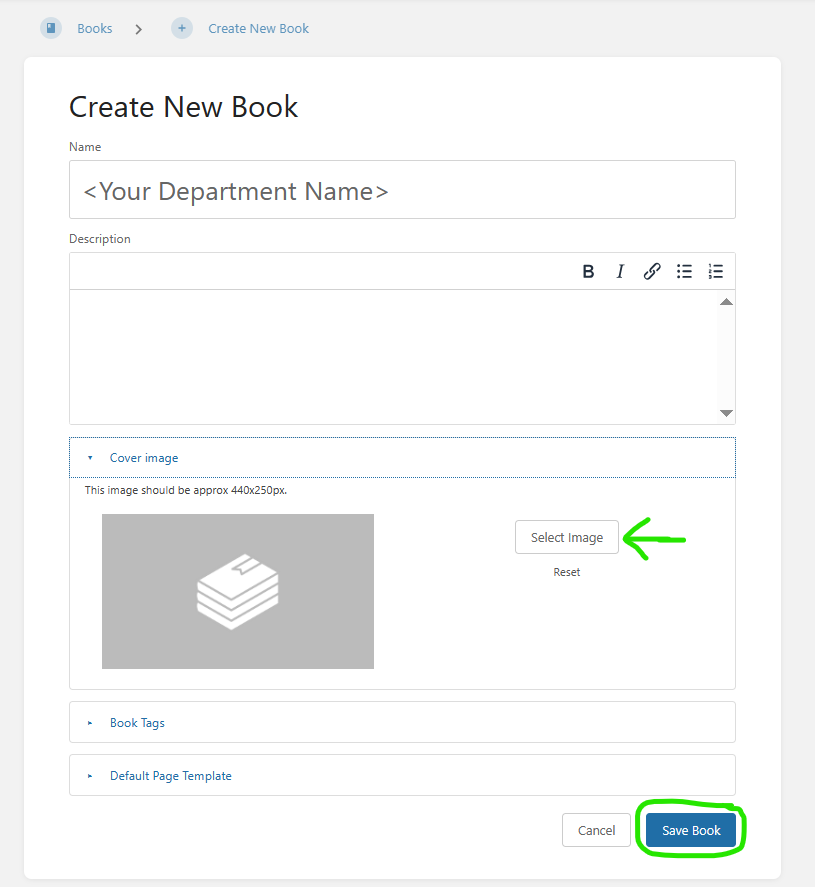 Books > + Create New Book
Create New Book
Name
<Your Department Name>
Description
B I
Cover image
This image should be approx 440x250px.
Select Image
Reset
Book Tags
Default Page Template
Cancel Save Book